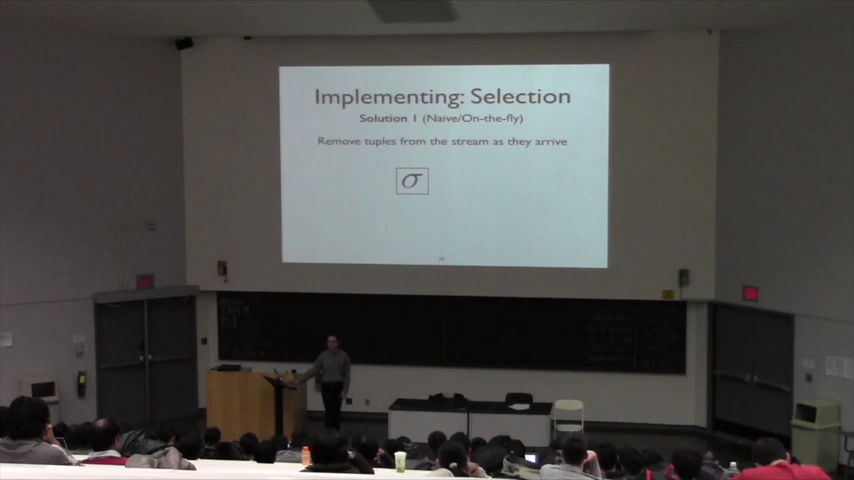 Implementing: Selection
Solution 1 (Naive/On-the-fly)
Remove tuples from the stream as they arrive
σ